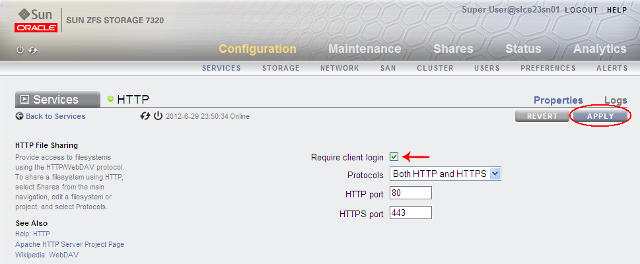 Sun
ORACLE
SUN ZFS STORAGE 7320
Super-User@slce23sn01 LOGOUT HELP
Configuration Maintenance Shares Status Analytics
SERVICES STORAGE NETWORK SAN CLUSTER USERS PREFERENCES ALERTS
Services HTTP Properties Logs
Back to Services 2012-6-29 23:50:34 Online REVERT APPLY
HTTP File Sharing
Provide access to filesystems
using the HTTP/WebDAV protocol.
To share a filesystem using HTTP,
select Shares from the main
navigation, edit a filesystem or
project, and select Protocols.
See Also
Help: HTTP
Apache HTTP Server Project Page
Wikipedia: WebDAV
Require client login
Protocols Both HTTP and HTTPS
HTTP port 80
HTTPS port 443